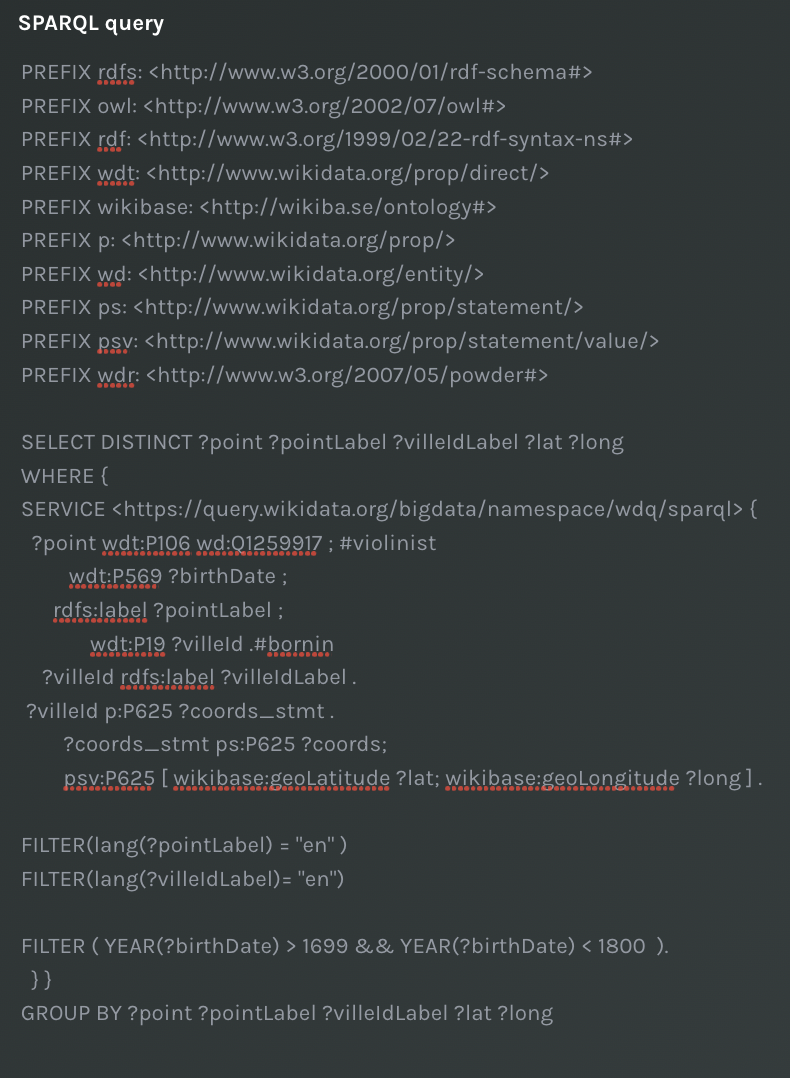 SPARQL query
PREFIX rdfs: <http://www.w3.org/2000/01/rdf-schema#>
PREFIX owl: <http://www.w3.org/2002/07/owl#>
PREFIX rdf: <http://www.w3.org/1999/02/22-rdf-syntax-ns#>
PREFIX wdt: <http://www.wikidata.org/prop/direct/>
PREFIX wikibase: <http://wikiba.se/ontology#>
PREFIX p: <http://www.wikidata.org/prop/>
PREFIX wd: <http://www.wikidata.org/entity/>
PREFIX ps: <http://www.wikidata.org/prop/statement/>
PREFIX psv: <http://www.wikidata.org/prop/statement/value/>
PREFIX wdr: <http://www.w3.org/2007/05/powder#>
SELECT DISTINCT ?point ?pointLabel ?villeIdLabel ?lat ?long
WHERE {
SERVICE <https://query.wikidata.org/bigdata/namespace/wdq/sparql> {
?point wdt:P106 wd:Q1259917 ; #violinist
wdt:P569 ?birthDate ;
rdfs:label ?pointLabel ;
wdt:P19 ?villeId .#bornin
?villeId rdfs:label ?villeIdLabel .
?villeId p:P625 ?coords_stmt .
?coords_stmt ps:P625 ?coords;
psv:P625 [ wikibase:geoLatitude ?lat; wikibase:geoLongitude ?long ] .
FILTER(lang(?pointLabel) = "en" )
FILTER(lang(?villeIdLabel)= "en")
FILTER ( YEAR(?birthDate) > 1699 && YEAR(?birthDate) < 1800  ).
} }
GROUP BY ?point ?pointLabel ?villeIdLabel ?lat ?long